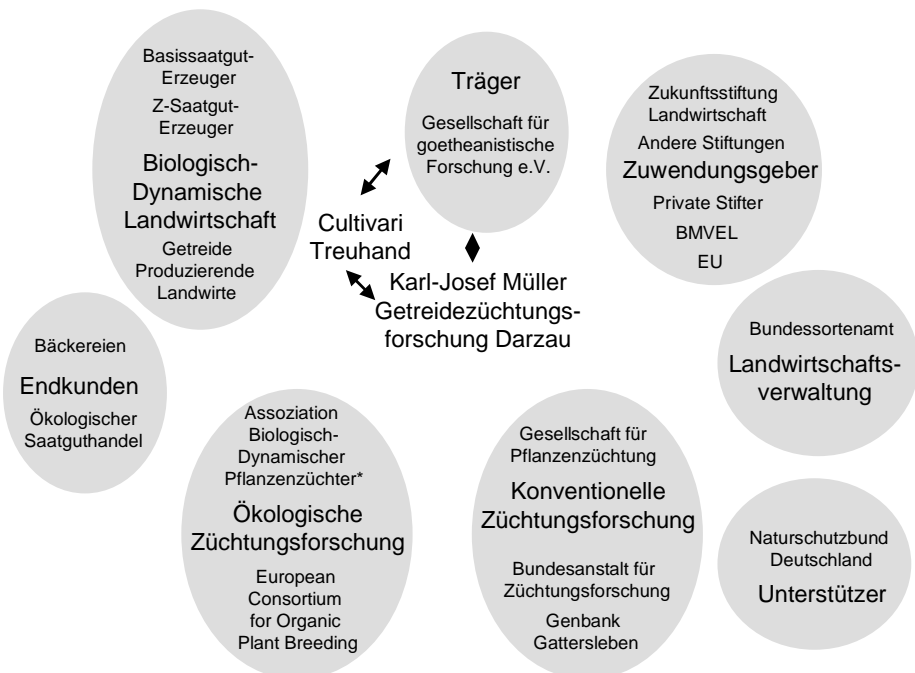 Basissaatgut-
Erzeuger
Z-Saatgut-
Erzeuger
Biologisch-
Dynamische
Landwirtschaft
Getreide
Produzierende
Landwirte
Träger
Gesellschaft für
goetheanistische
Forschung e.V.
Zukunftsstiftung
Landwirtschaft
Andere Stiftungen
Zuwendungsgeber
Private Stifter
BMVEL
EU
Cultivari
Treuhand
Karl-Josef Müller
Getreidezüchtungs-
forschung Darzau
Bäckereien
Endkunden
Ökologischer
Saatguthandel
Bundessortenamt
Landwirtschafts-
verwaltung
Assoziation
Biologisch-
Dynamischer
Pflanzenzüchter*
Ökologische
Züchtungsforschung
European
Consortium
for Organic
Plant Breeding
Gesellschaft für
Pflanzenzüchtung
Konventionelle
Züchtungsforschung
Bundesanstalt für
Züchtungsforschung
Genbank
Gattersleben
Naturschutzbund
Deutschland
Unterstützer